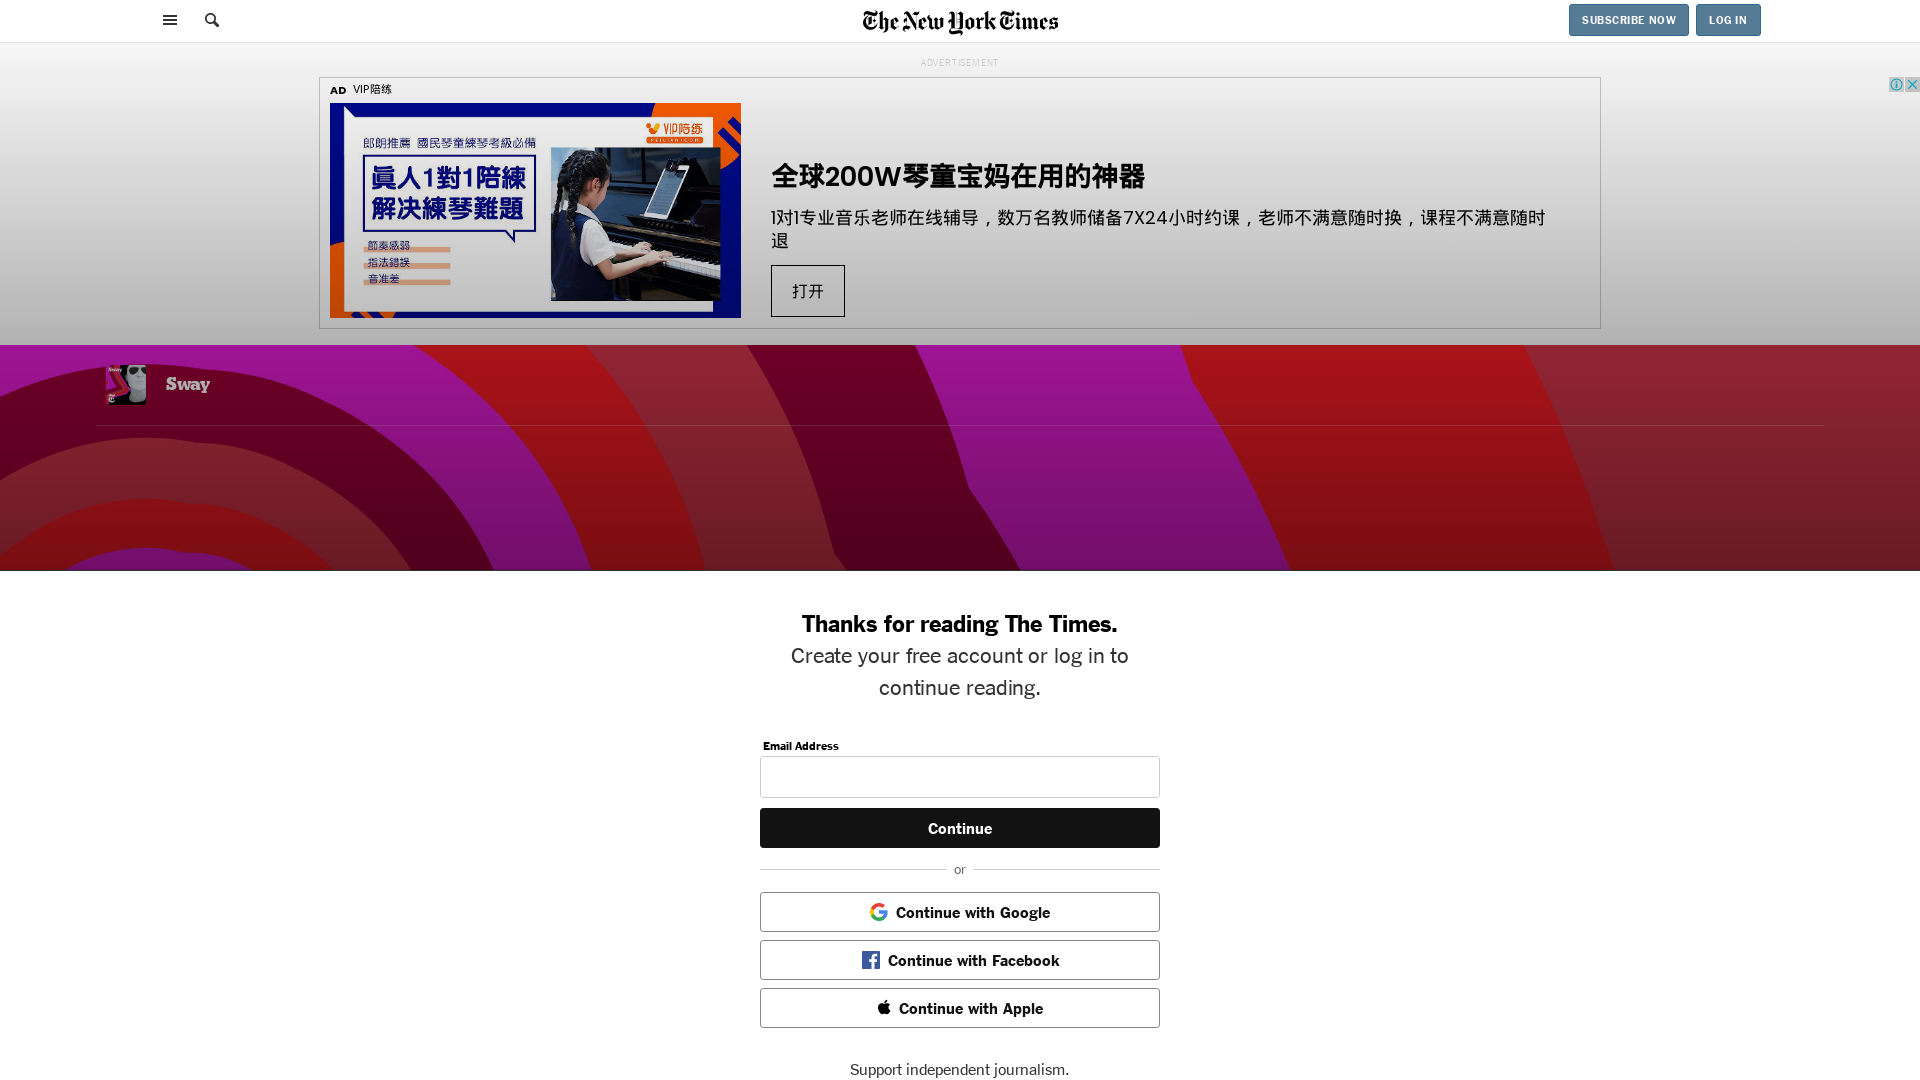 The New York Times
SUBSCRIBE NOW
LOG IN
ADVERTISEMENT
AD VIP陪练
VIP陪练
PEILIAN.COM
郎朗推薦 國民琴童練琴考級必備
真人1對1陪練
解決練琴難題
節奏感弱
指法錯誤
音准差
全球200W琴童宝妈在用的神器
1对1专业音乐老师在线辅导，数万名教师储备7X24小时约课，老师不满意随时换，课程不满意随时
退
打开
Sway
Thanks for reading The Times.
Create your free account or log in to
continue reading.
Email Address
Continue
or
Continue with Google
Continue with Facebook
Continue with Apple
Support independent journalism.